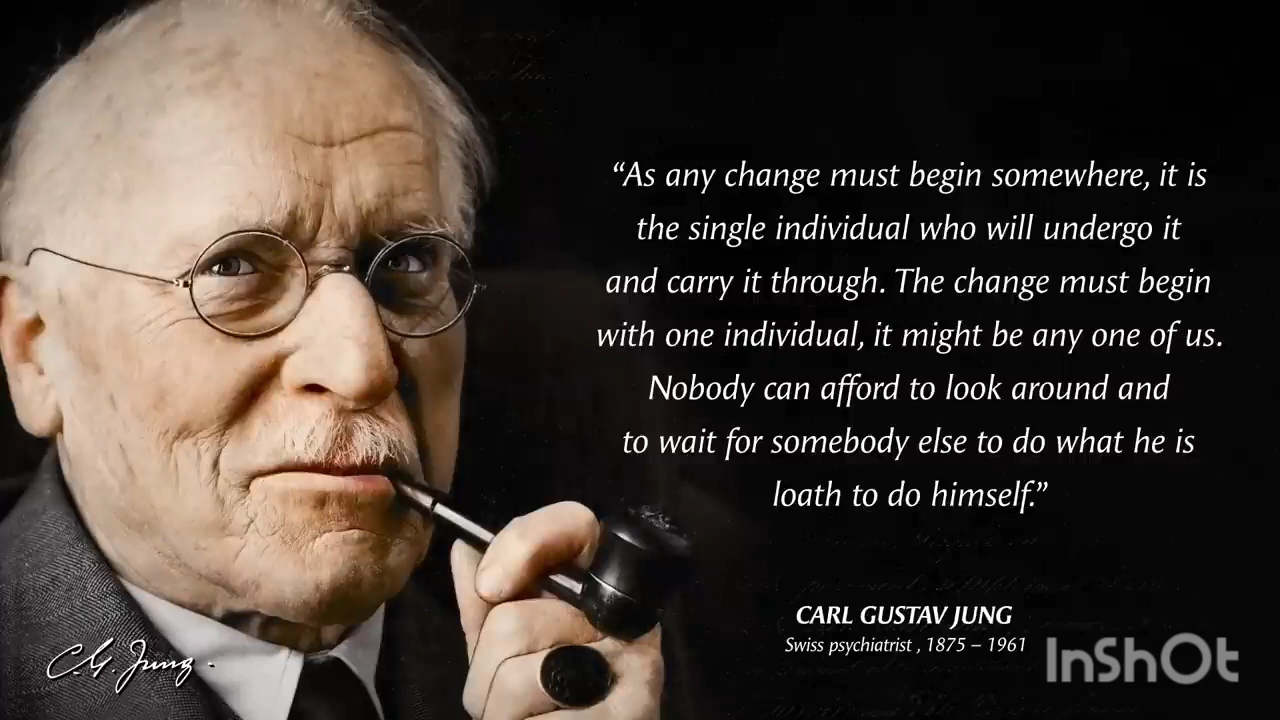 “As any change must begin somewhere, it is
the single individual who will undergo it
and carry it through. The change must begin
with one individual, it might be any one of us.
Nobody can afford to look around and
to wait for somebody else to do what he is
loath to do himself.”
CARL GUSTAV JUNG
Swiss psychiatrist , 1875 – 1961
C.G. Jung.
InShOt